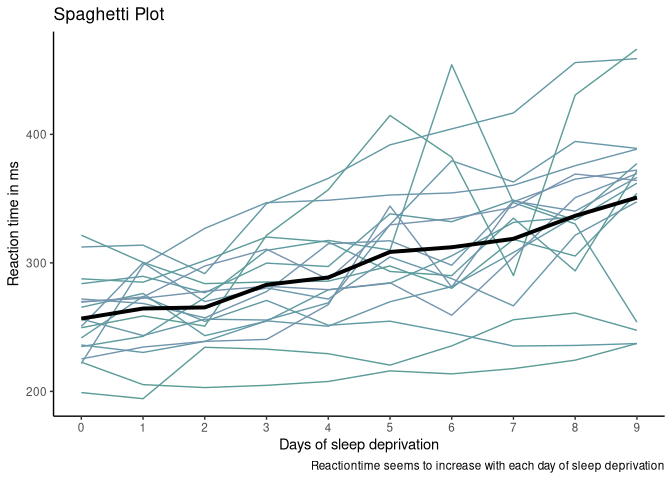 Spaghetti Plot
Reaction time in ms
400
300
200
0 1 2 3 4 5 6 7 8 9
Days of sleep deprivation
Reactiontime seems to increase with each day of sleep deprivation